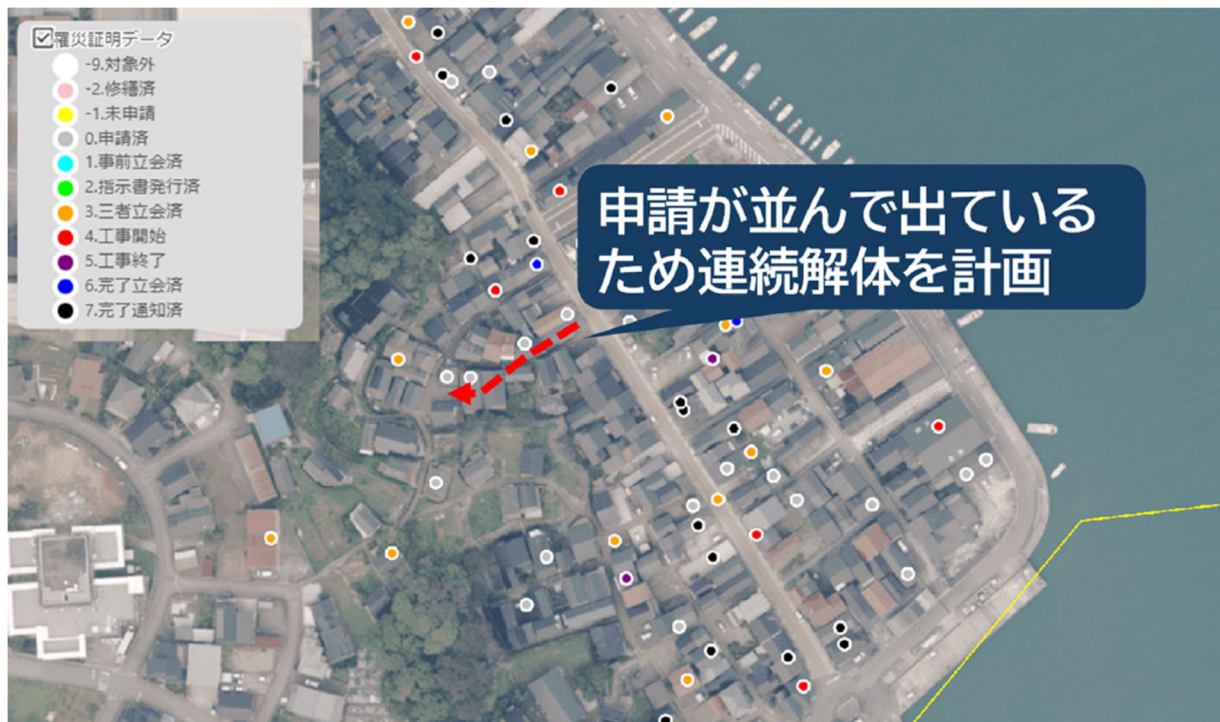 罹災証明データ
-9.対象外
-2.修繕済
-1.未申請
0.申請済
1.事前立会済
2.指示書発行済
3.三者立会済
4.工事開始
5.工事終了
6.完了立会済
7.完了通知済
申請が並んで出ている
ため連続解体を計画